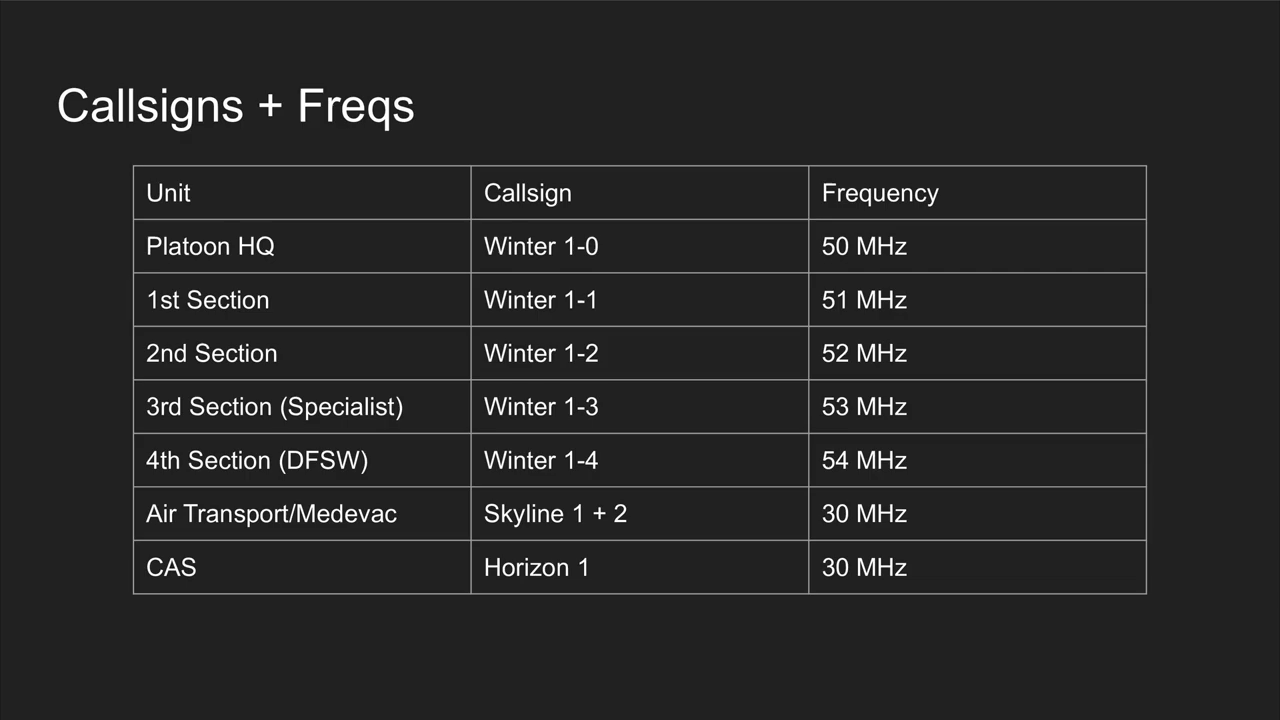 Callsigns + Freqs
Unit Callsign Frequency
Platoon HQ Winter 1-0 50 MHz
1st Section Winter 1-1 51 MHz
2nd Section Winter 1-2 52 MHz
3rd Section (Specialist) Winter 1-3 53 MHz
4th Section (DFSW) Winter 1-4 54 MHz
Air Transport/Medevac Skyline 1 + 2 30 MHz
CAS Horizon 1 30 MHz